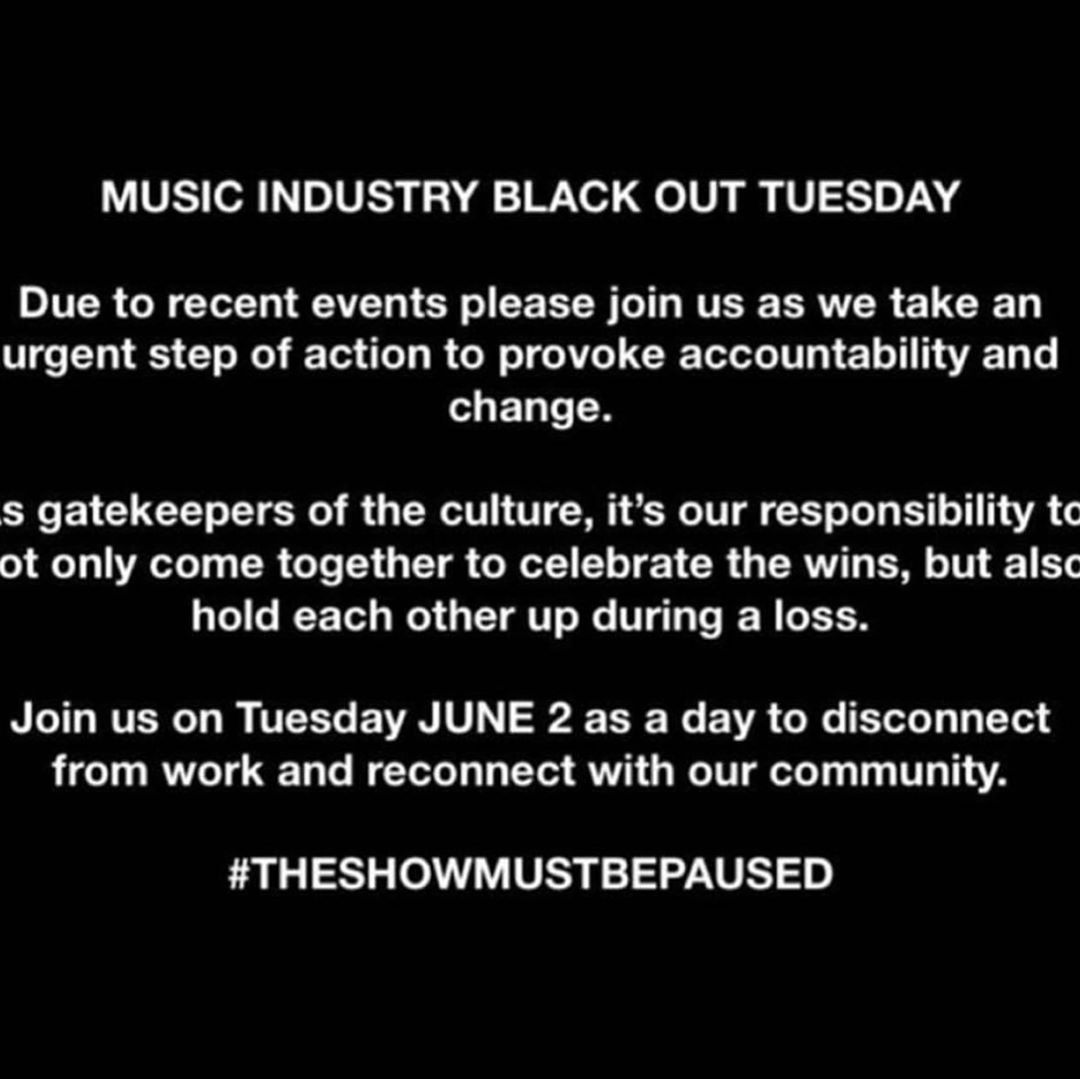 MUSIC INDUSTRY BLACK OUT TUESDAY
Due to recent events please join us as we take an
urgent step of action to provoke accountability and
change.
s gatekeepers of the culture, it's our responsibility to
ot only come together to celebrate the wins, but also
hold each other up during a loss.
Join us on Tuesday JUNE 2 as a day to disconnect
from work and reconnect with our community.
#THESHOWMUSTBEPAUSED